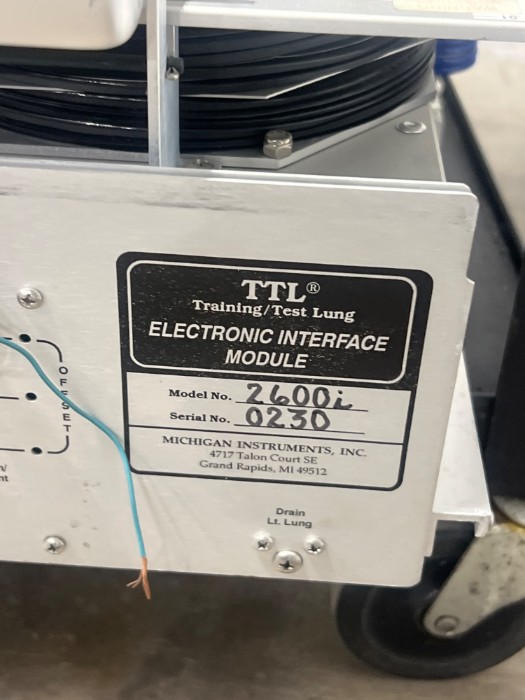 TTL®
Training/Test Lung
ELECTRONIC INTERFACE
MODULE
Model No. 2600i
Serial No. 0230
MICHIGAN INSTRUMENTS, INC.
4717 Talon Court SE
Grand Rapids, MI 49512
OFFSET
Drain
Lt. Lung